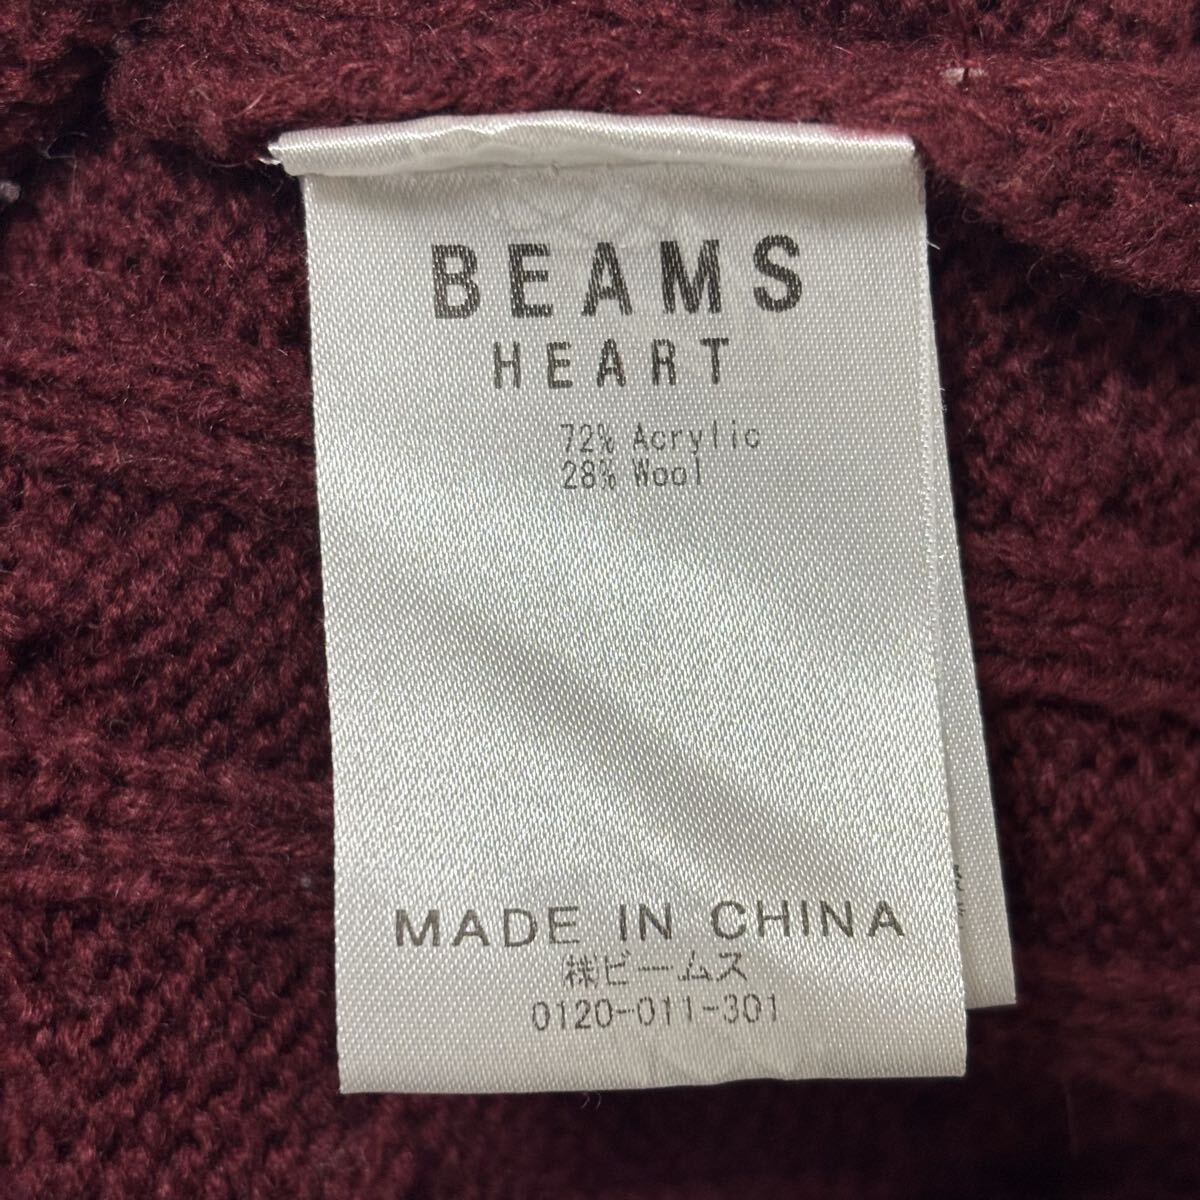 BEAMS
HEART
72% Acrylic
28% Wool
MADE IN CHINA
㈱ビームス
0120-011-301